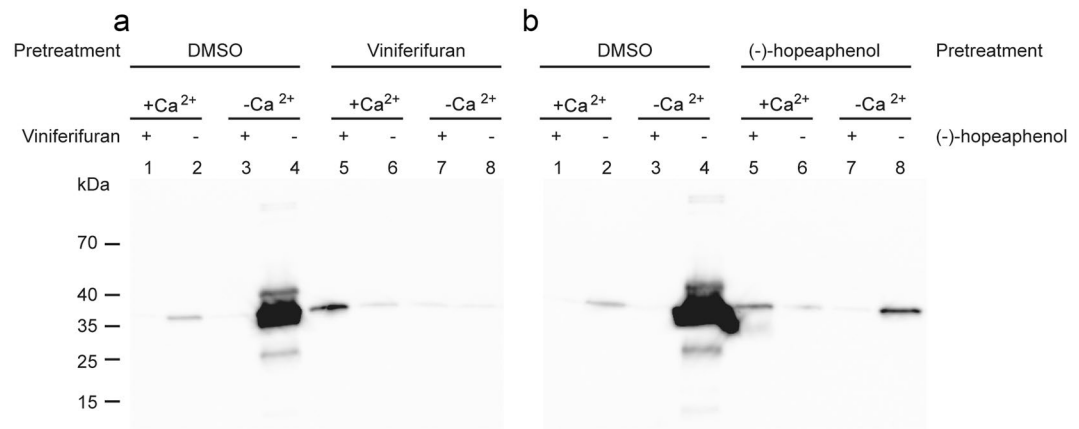 a b
Pretreatment DMSO Viniferifuran DMSO (-)-hopeaphenol Pretreatment
+Ca2+ -Ca2+ +Ca2+ -Ca2+ +Ca2+ -Ca2+ +Ca2+ -Ca2+
Viniferifuran + - + - + - + - + - + - + - + - (-)-hopeaphenol
1 2 3 4 5 6 7 8 1 2 3 4 5 6 7 8
kDa
70
40
35
25
15